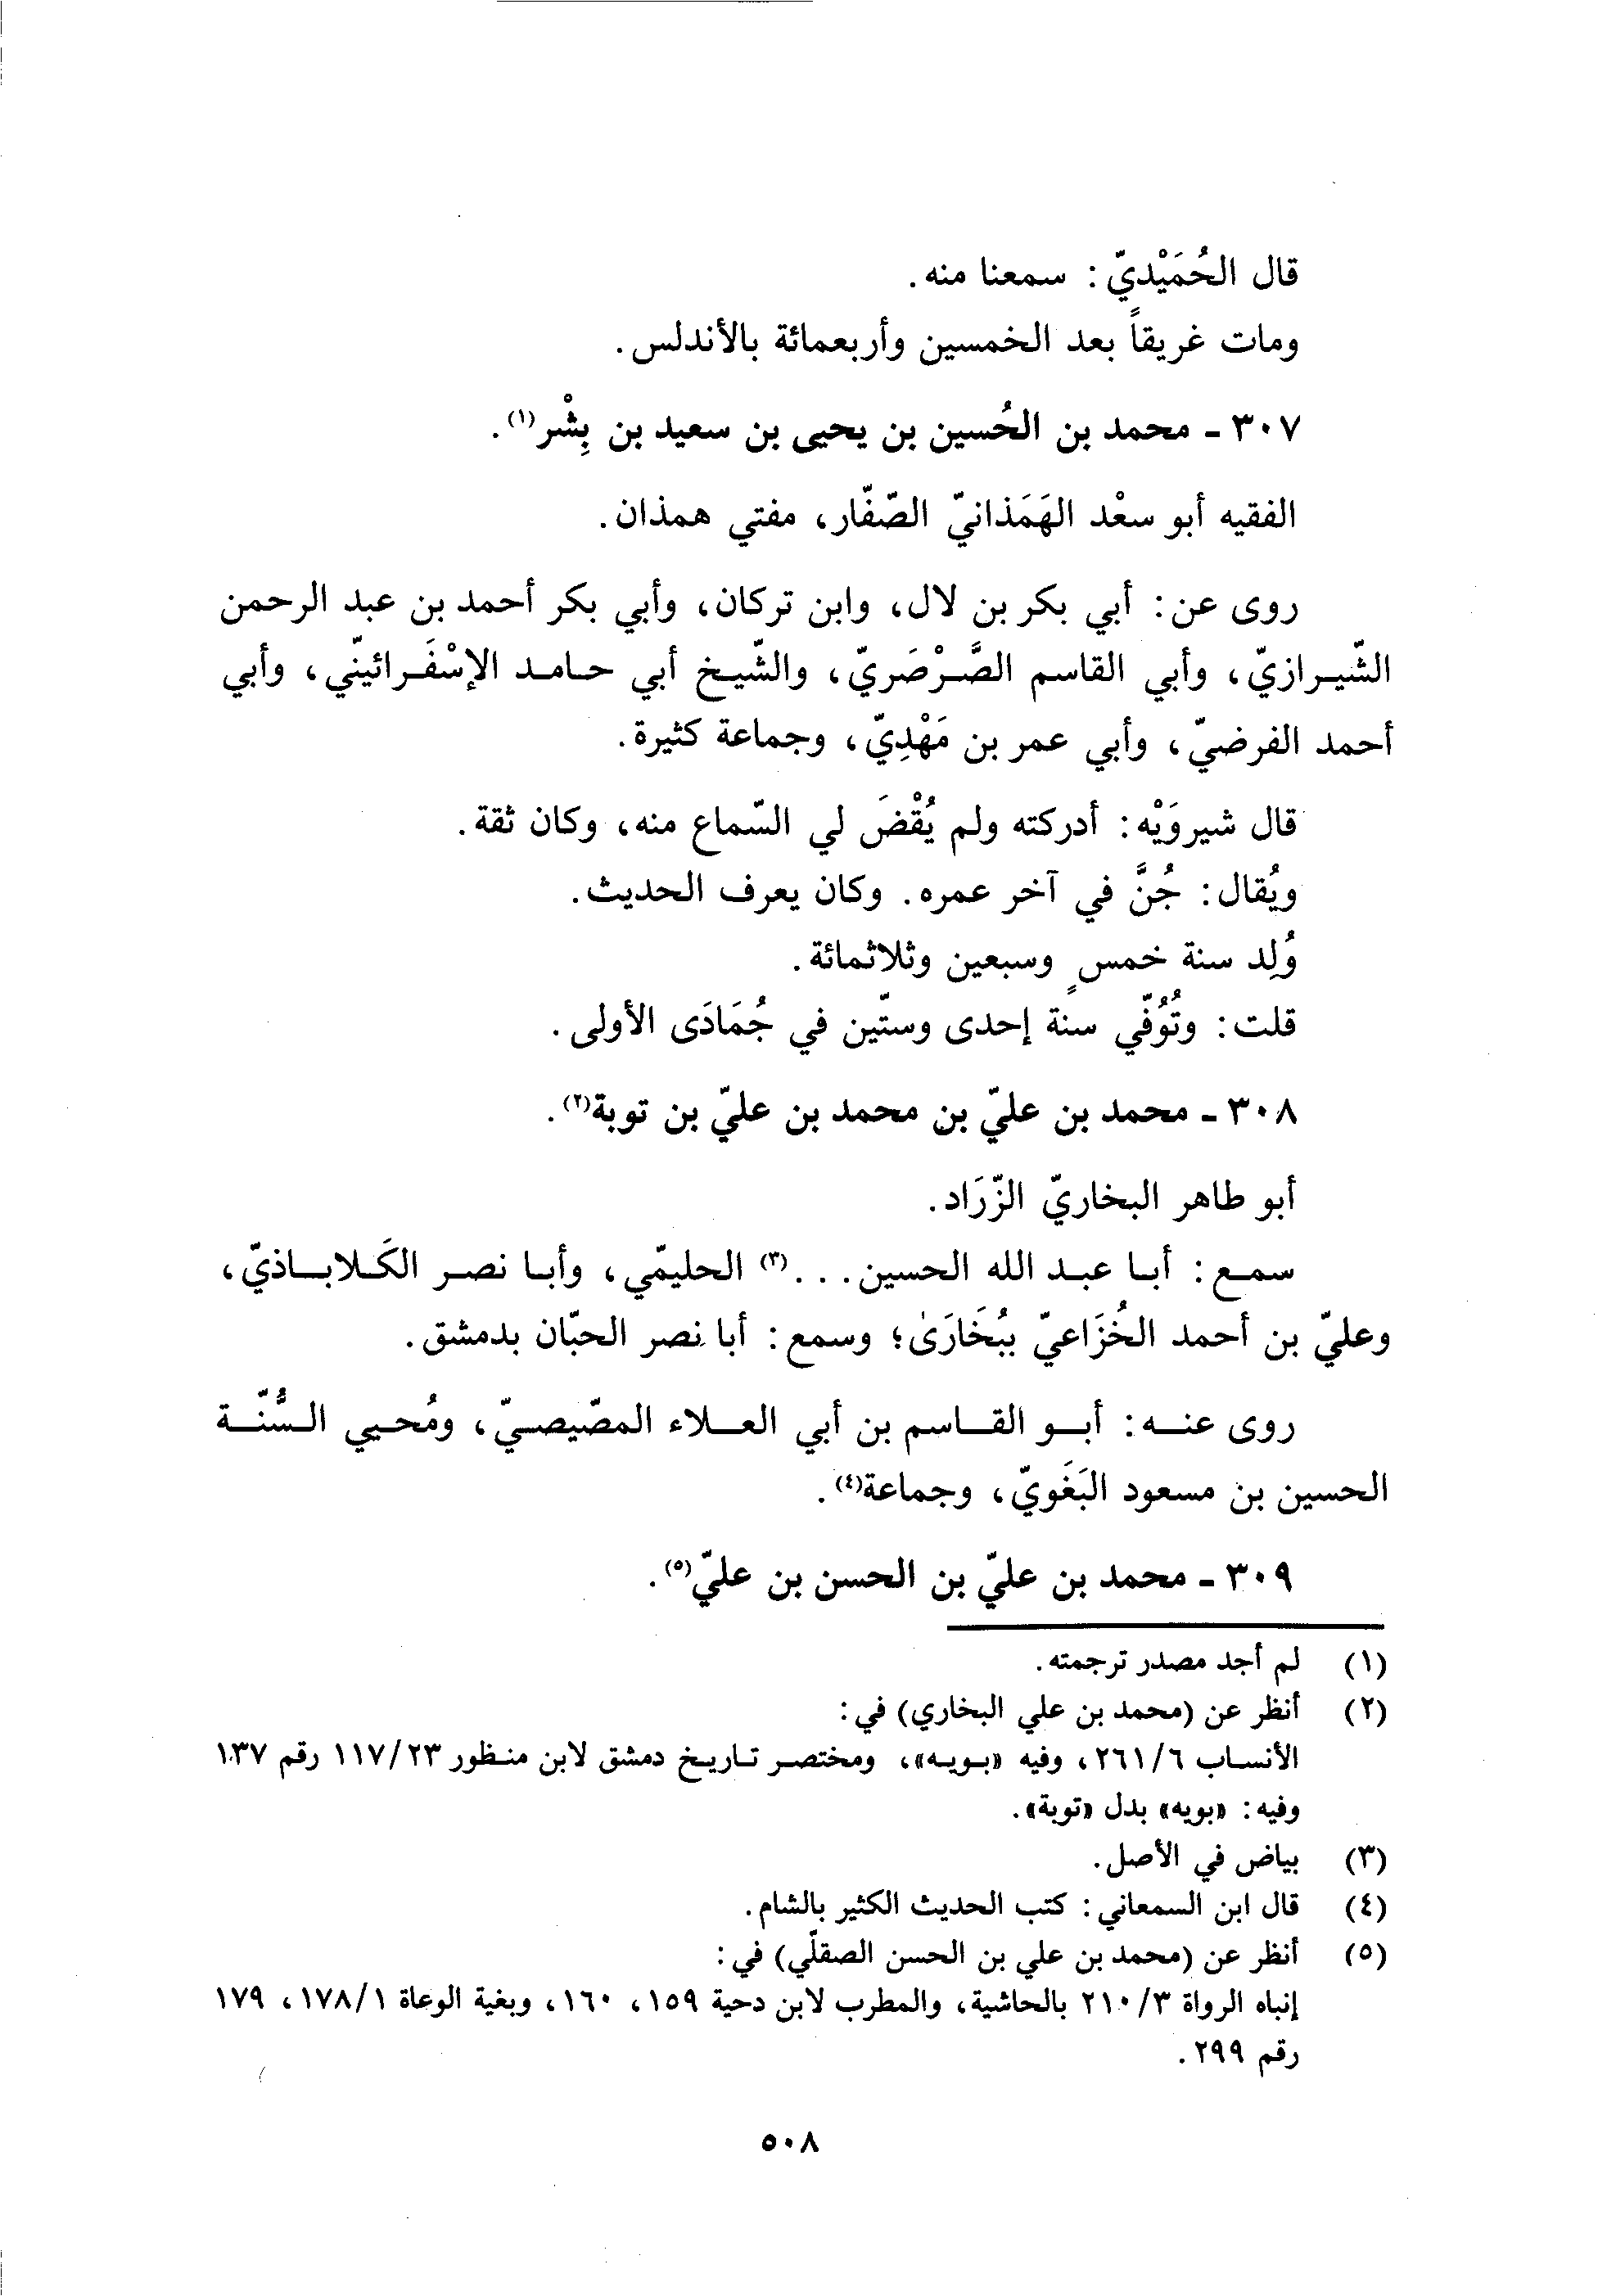 قال الحُمَيْديّ: سمعنا منه.
ومات غريقاً بعد الخمسين وأربعمائة بالأندلس.
٣٠٧ - محمد بن الحُسين بن يحيى بن سعيد بن بِشْر(١).
الفقيه أبو سعْد الهَمَذانيّ الصّفّار، مفتي همذان.
روى عن: أبي بكر بن لال، وابن تركان، وأبي بكر أحمد بن عبد الرحمن
الشّيرازيّ، وأبي القاسم الصَّرْصَريّ، والشّيخ أبي حامد الإسْفَرائينّي، وأبي
أحمد الفرضيّ، وأبي عمر بن مَهْدِيّ، وجماعة كثيرة.
قال شيروَيْه: أدركته ولم يُقْضَ لي السّماع منه، وكان ثقة.
ويُقال: جُنَّ في آخر عمره. وكان يعرف الحديث.
وُلِد سنة خمسٍ وسبعين وثلاثمائة.
قلت: وتُوُفّي سنة إحدى وستّين في جُمَادَى الأولى.
٣٠٨ - محمد بن عليّ بن محمد بن عليّ بن توبة(٢).
أبو طاهر البخاريّ الزّرَاد.
سمع: أبا عبد الله الحسين...(٣) الحليمّي، وأبا نصر الكَلاباذيّ،
وعليّ بن أحمد الخُزَاعيّ ببُخَارَىٰ؛ وسمع: أبا نصر الحبّان بدمشق.
روى عنه: أبو القاسم بن أبي العلاء المصّيصيّ، ومُحيي السُّنّة
الحسين بن مسعود البَغَويّ، وجماعة(٤).
٣٠٩ - محمد بن عليّ بن الحسن بن عليّ(٥).
(١) لم أجد مصدر ترجمته.
(٢) أنظر عن (محمد بن علي البخاري) في:
الأنساب ٢٦١/٦، وفيه «بويه»، ومختصر تاريخ دمشق لابن منظور ١١٧/٢٣ رقم ١٣٧
وفيه: «بويه» بدل «توبة».
(٣) بياض في الأصل.
(٤) قال ابن السمعاني: كتب الحديث الكثير بالشام.
(٥) أنظر عن (محمد بن علي بن الحسن الصقلّي) في:
إنباه الرواة ٢١٠/٣ بالحاشية، والمطرب لابن دحية ١٥٩، ١٦٠، وبغية الوعاة ١٧٨/١، ١٧٩
رقم ٢٩٩.
٥٠٨